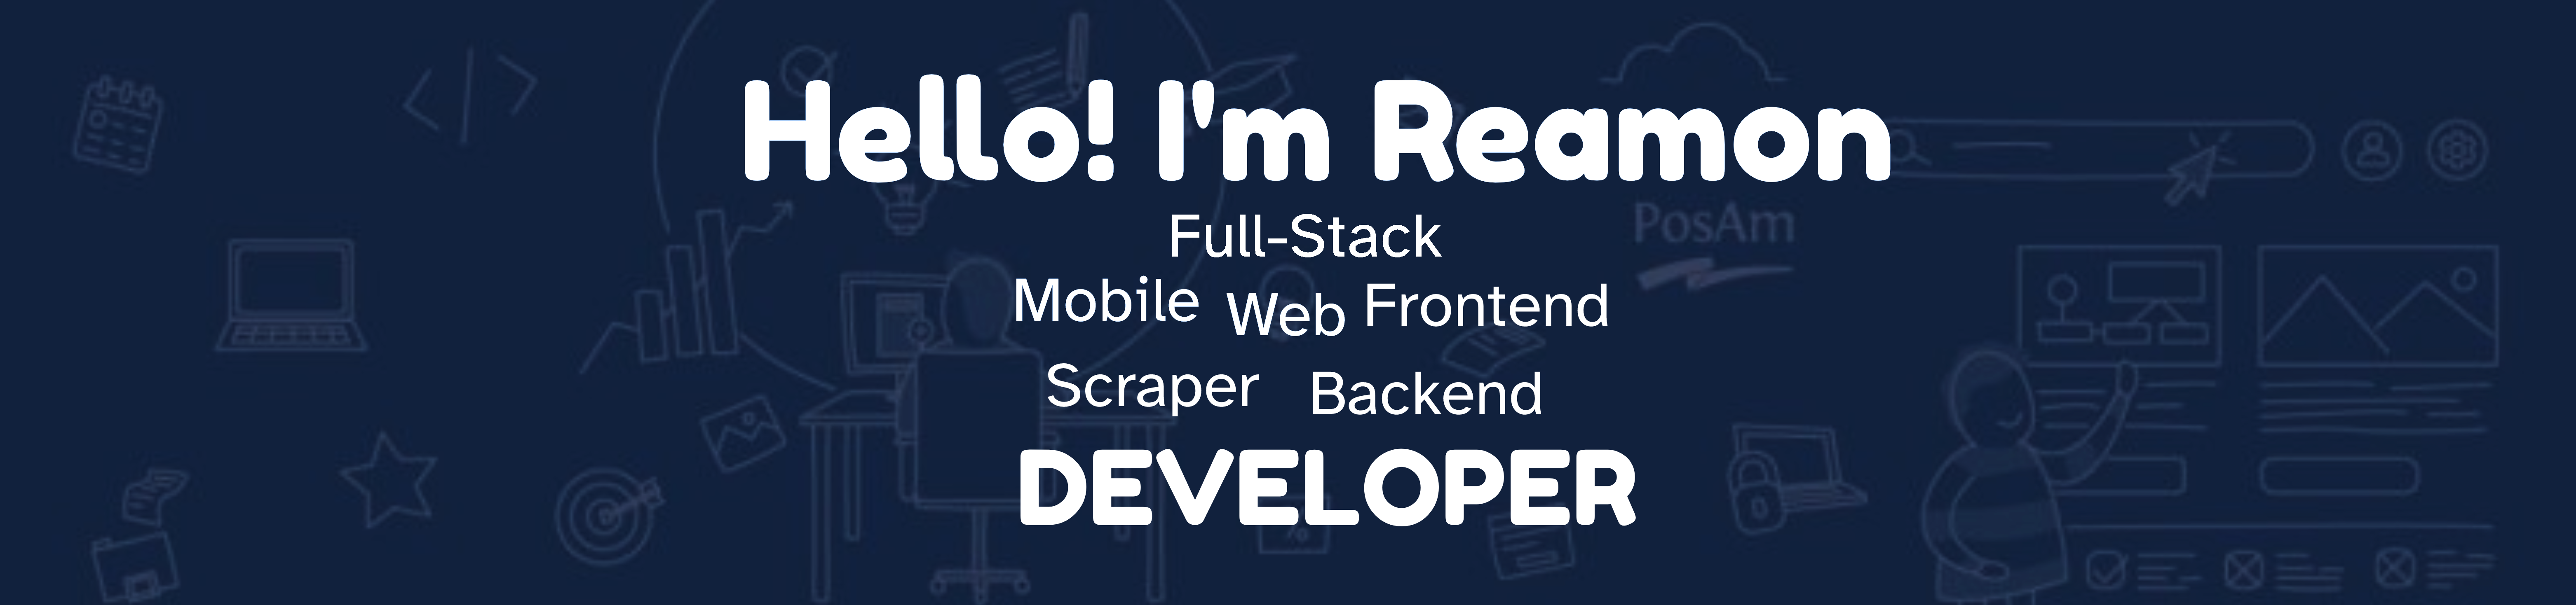 Hello! I'm Reamon
PosAm
Full-Stack
Mobile Web Frontend
Scraper Backend
DEVELOPER